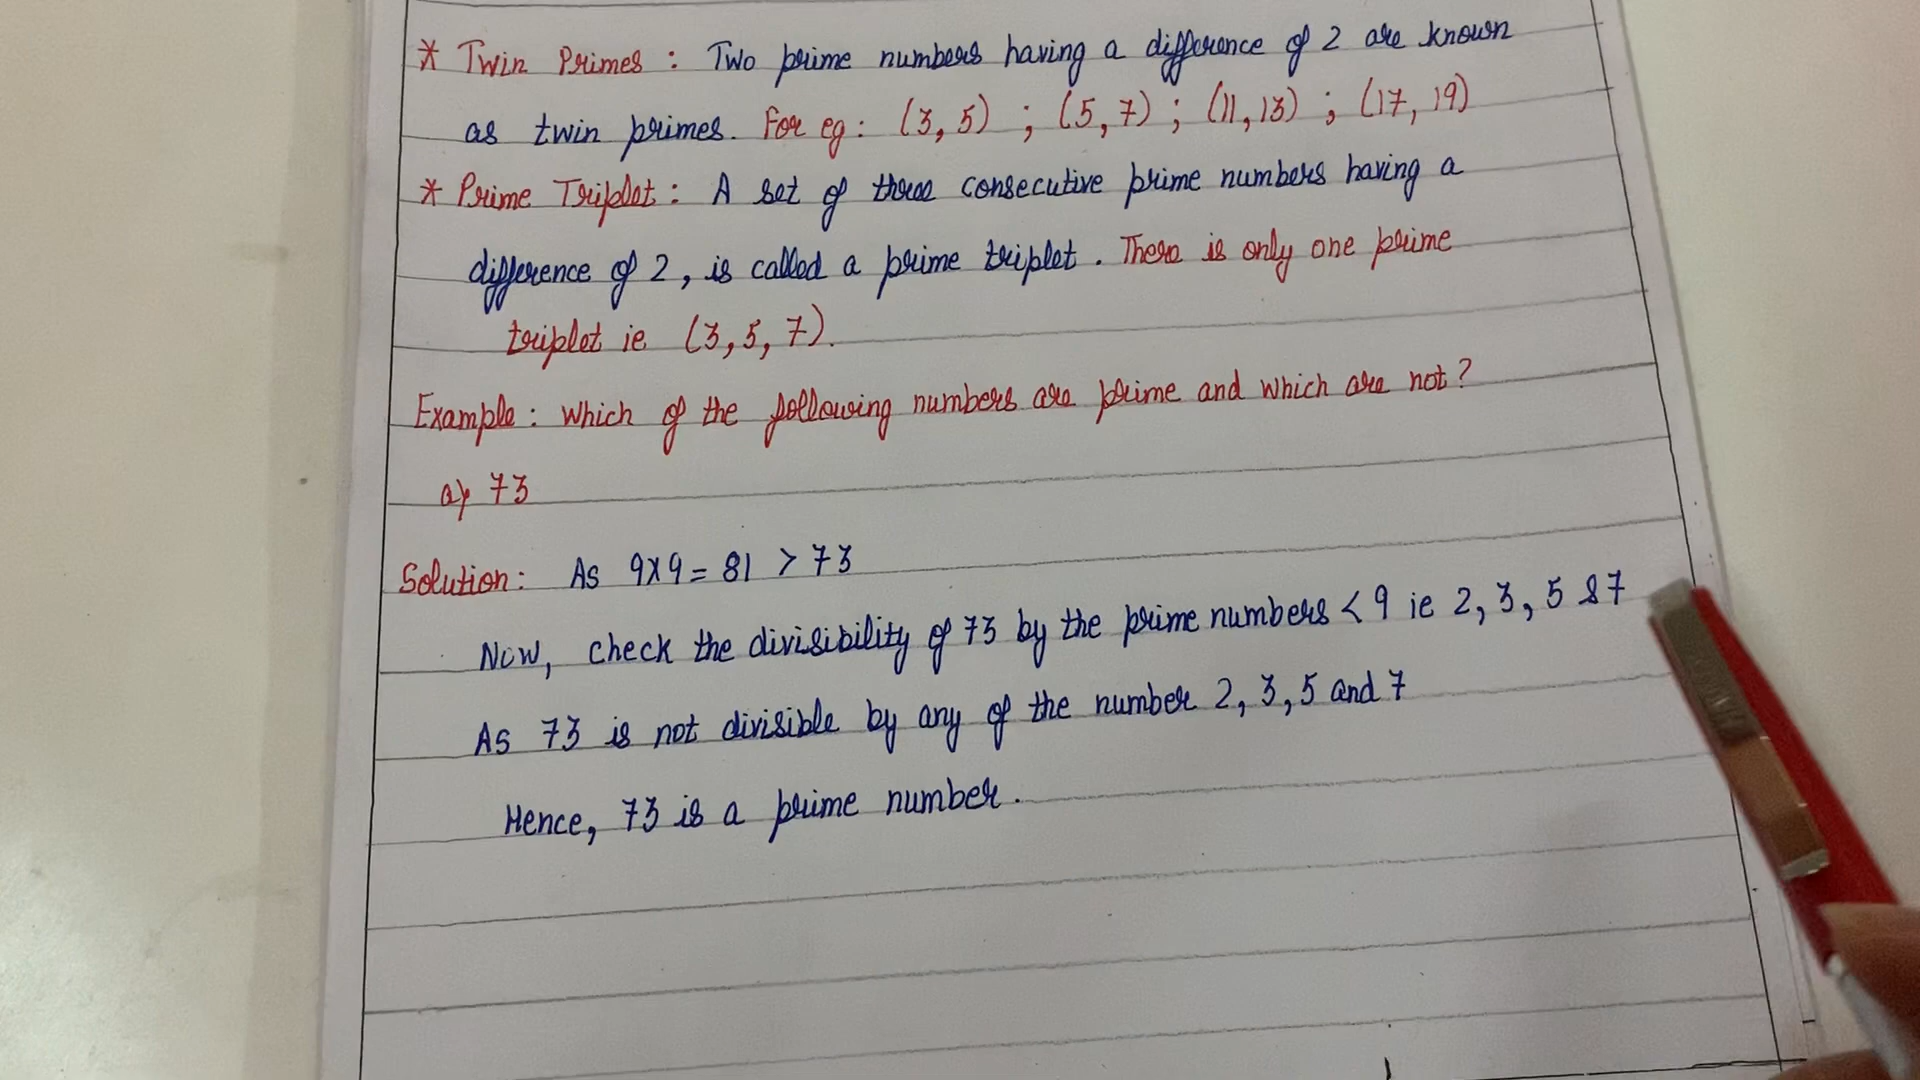 * Twin Primes : Two prime numbers having a difference of 2 are known
as twin primes. For eg : (3, 5) ; (5, 7) ; (11, 13) ; (17, 19)
* Prime Triplet : A set of three consecutive prime numbers having a
difference of 2, is called a prime triplet. There is only one prime
triplet ie (3, 5, 7).
Example : Which of the following numbers are prime and which are not?
a) 73
Solution : As 9x9 = 81 > 73
Now, check the divisibility of 73 by the prime numbers < 9 ie 2, 3, 5 & 7
As 73 is not divisible by any of the number 2, 3, 5 and 7
Hence, 73 is a prime number.